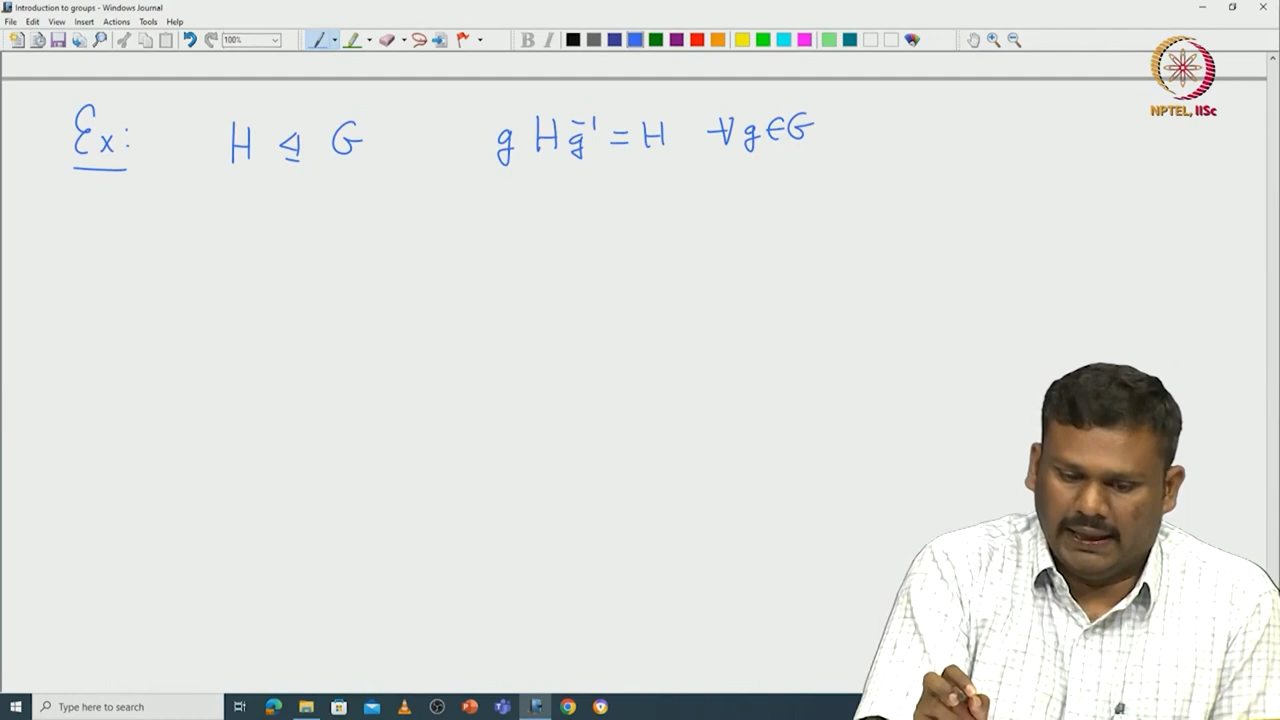 Introduction to groups - Windows Journal
File Edit View Insert Actions Tools Help
100%
B I
NPTEL, IISc
Ex: H ⊴ G g H g⁻¹ = H ∀ g ∈ G
Type here to search